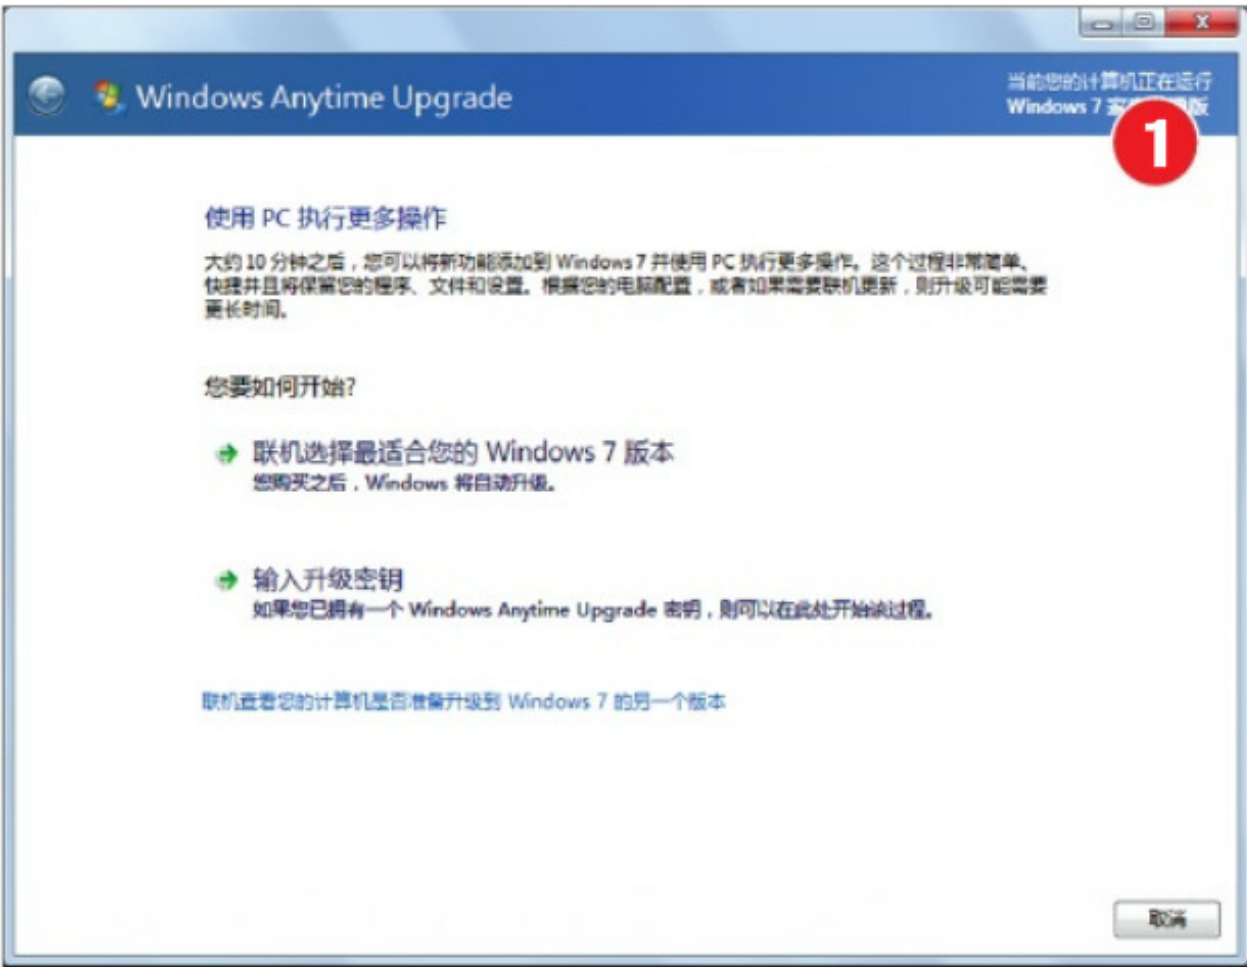 Windows Anytime Upgrade
当前您的计算机正在运行
Windows 7 家 版
1
使用 PC 执行更多操作
大约 10 分钟之后，您可以将新功能添加到 Windows 7 并使用 PC 执行更多操作。这个过程非常简单、
快捷并且将保留您的程序、文件和设置。根据您的电脑配置，或者如果需要联机更新，则升级可能需要
更长时间。
您要如何开始?
联机选择最适合您的 Windows 7 版本
您购买之后，Windows 将自动升级。
输入升级密钥
如果您已拥有一个 Windows Anytime Upgrade 密钥，则可以在此处开始该过程。
联机查看您的计算机是否准备升级到 Windows 7 的另一个版本
取消